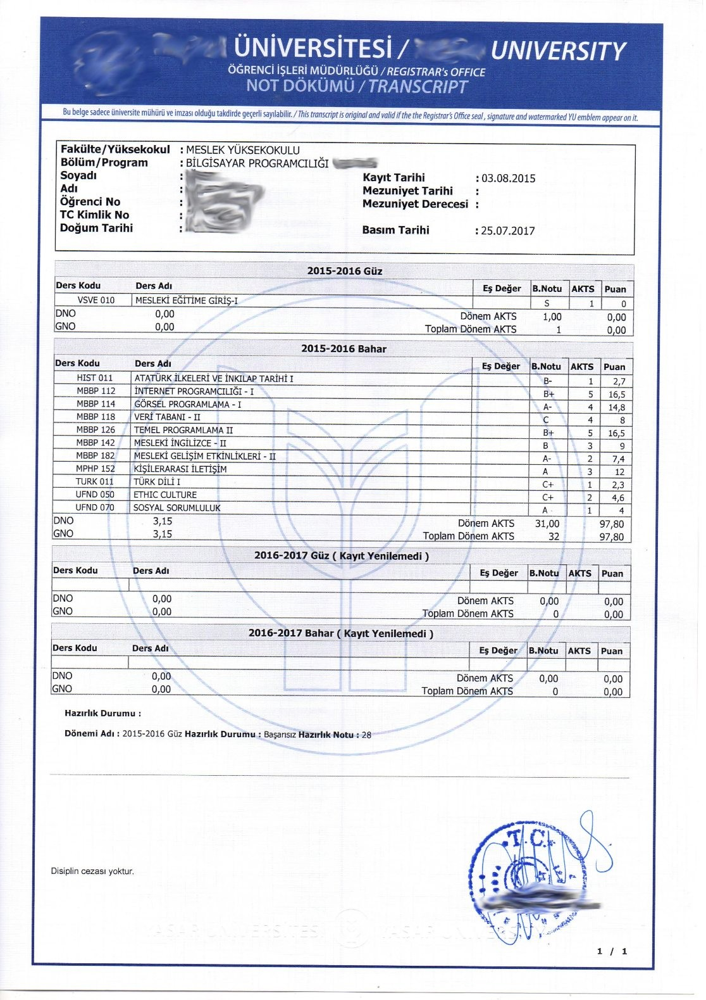 ÜNİVERSİTESİ / UNIVERSITY
ÖĞRENCİ İŞLERİ MÜDÜRLÜĞÜ / REGISTRAR's OFFICE
NOT DÖKÜMÜ / TRANSCRIPT
Bu belge sadece üniversite mühürü ve imzası olduğu takdirde geçerli sayılabilir. / This transcript is original and valid if the the Registrar's Office seal, signature and watermarked YU emblem appear on it.
Fakülte/Yüksekokul : MESLEK YÜKSEKOKULU
Bölüm/Program : BİLGİSAYAR PROGRAMCILIĞI
Soyadı : Kayıt Tarihi : 03.08.2015
Adı : Mezuniyet Tarihi :
Öğrenci No : Mezuniyet Derecesi :
TC Kimlik No :
Doğum Tarihi : Basım Tarihi : 25.07.2017
2015-2016 Güz
Ders Kodu Ders Adı Eş Değer B.Notu AKTS Puan
VSVE 010 MESLEKİ EĞİTİME GİRİŞ-I S 1 0
DNO 0,00 Dönem AKTS 1,00 0,00
GNO 0,00 Toplam Dönem AKTS 1 0,00
2015-2016 Bahar
Ders Kodu Ders Adı Eş Değer B.Notu AKTS Puan
HIST 011 ATATÜRK İLKELERİ VE İNKILAP TARİHİ I B- 1 2,7
MBBP 112 İNTERNET PROGRAMCILIĞI - I B+ 5 16,5
MBBP 114 GÖRSEL PROGRAMLAMA - I A- 4 14,8
MBBP 118 VERİ TABANI - II C 4 8
MBBP 126 TEMEL PROGRAMLAMA II B+ 5 16,5
MBBP 142 MESLEKİ İNGİLİZCE - II B 3 9
MBBP 182 MESLEKİ GELİŞİM ETKİNLİKLERİ - II A- 2 7,4
MPHP 152 KİŞİLERARASI İLETİŞİM A 3 12
TURK 011 TÜRK DİLİ I C+ 1 2,3
UFND 050 ETHIC CULTURE C+ 2 4,6
UFND 070 SOSYAL SORUMLULUK A 1 4
DNO 3,15 Dönem AKTS 31,00 97,80
GNO 3,15 Toplam Dönem AKTS 32 97,80
2016-2017 Güz ( Kayıt Yenilemedi )
Ders Kodu Ders Adı Eş Değer B.Notu AKTS Puan
DNO 0,00 Dönem AKTS 0,00 0,00
GNO 0,00 Toplam Dönem AKTS 0 0,00
2016-2017 Bahar ( Kayıt Yenilemedi )
Ders Kodu Ders Adı Eş Değer B.Notu AKTS Puan
DNO 0,00 Dönem AKTS 0,00 0,00
GNO 0,00 Toplam Dönem AKTS 0 0,00
Hazırlık Durumu :
Dönemi Adı : 2015-2016 Güz Hazırlık Durumu : Başarısız Hazırlık Notu : 28
T.C.
Disiplin cezası yoktur.
1 / 1